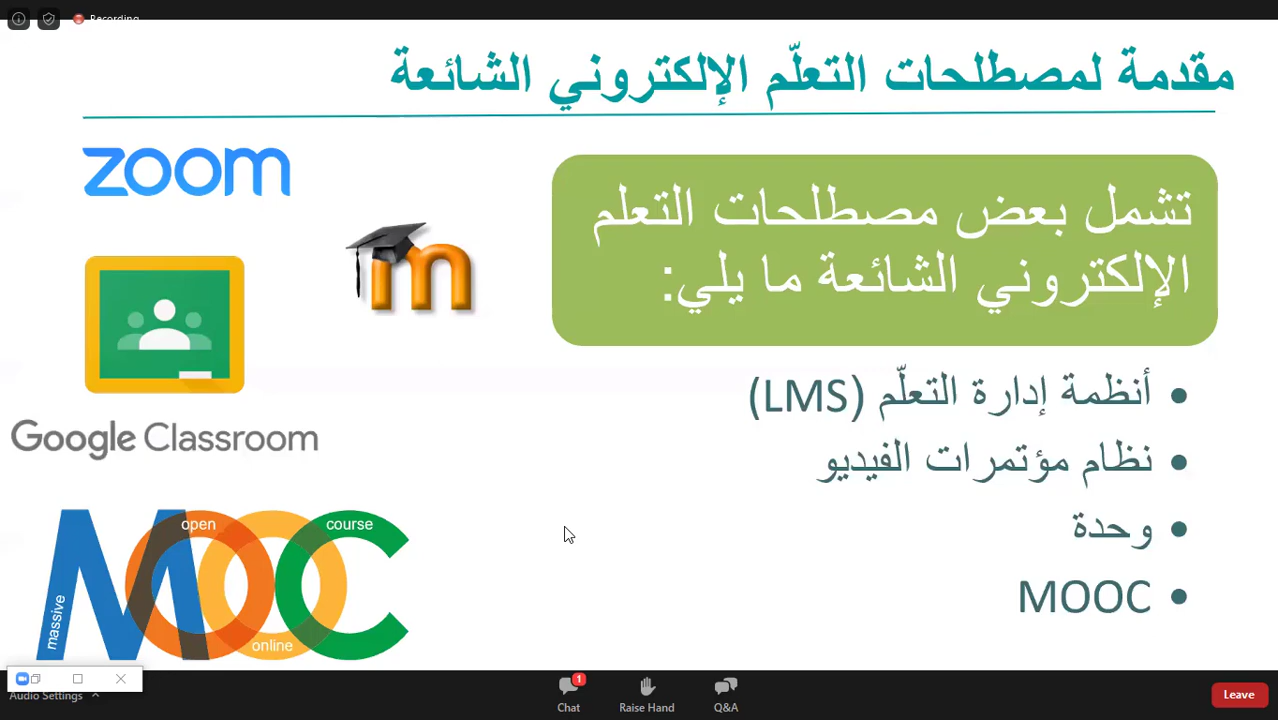 Recording
مقدمة لمصطلحات التعلّم الإلكتروني الشائعة
zoom
تشمل بعض مصطلحات التعلم
الإلكتروني الشائعة ما يلي:
m
Google Classroom
• أنظمة إدارة التعلّم (LMS)
• نظام مؤتمرات الفيديو
• وحدة
• MOOC
MOOC
open
course
massive
online
Audio Settings
1
Chat
Raise Hand
Q&A
Leave